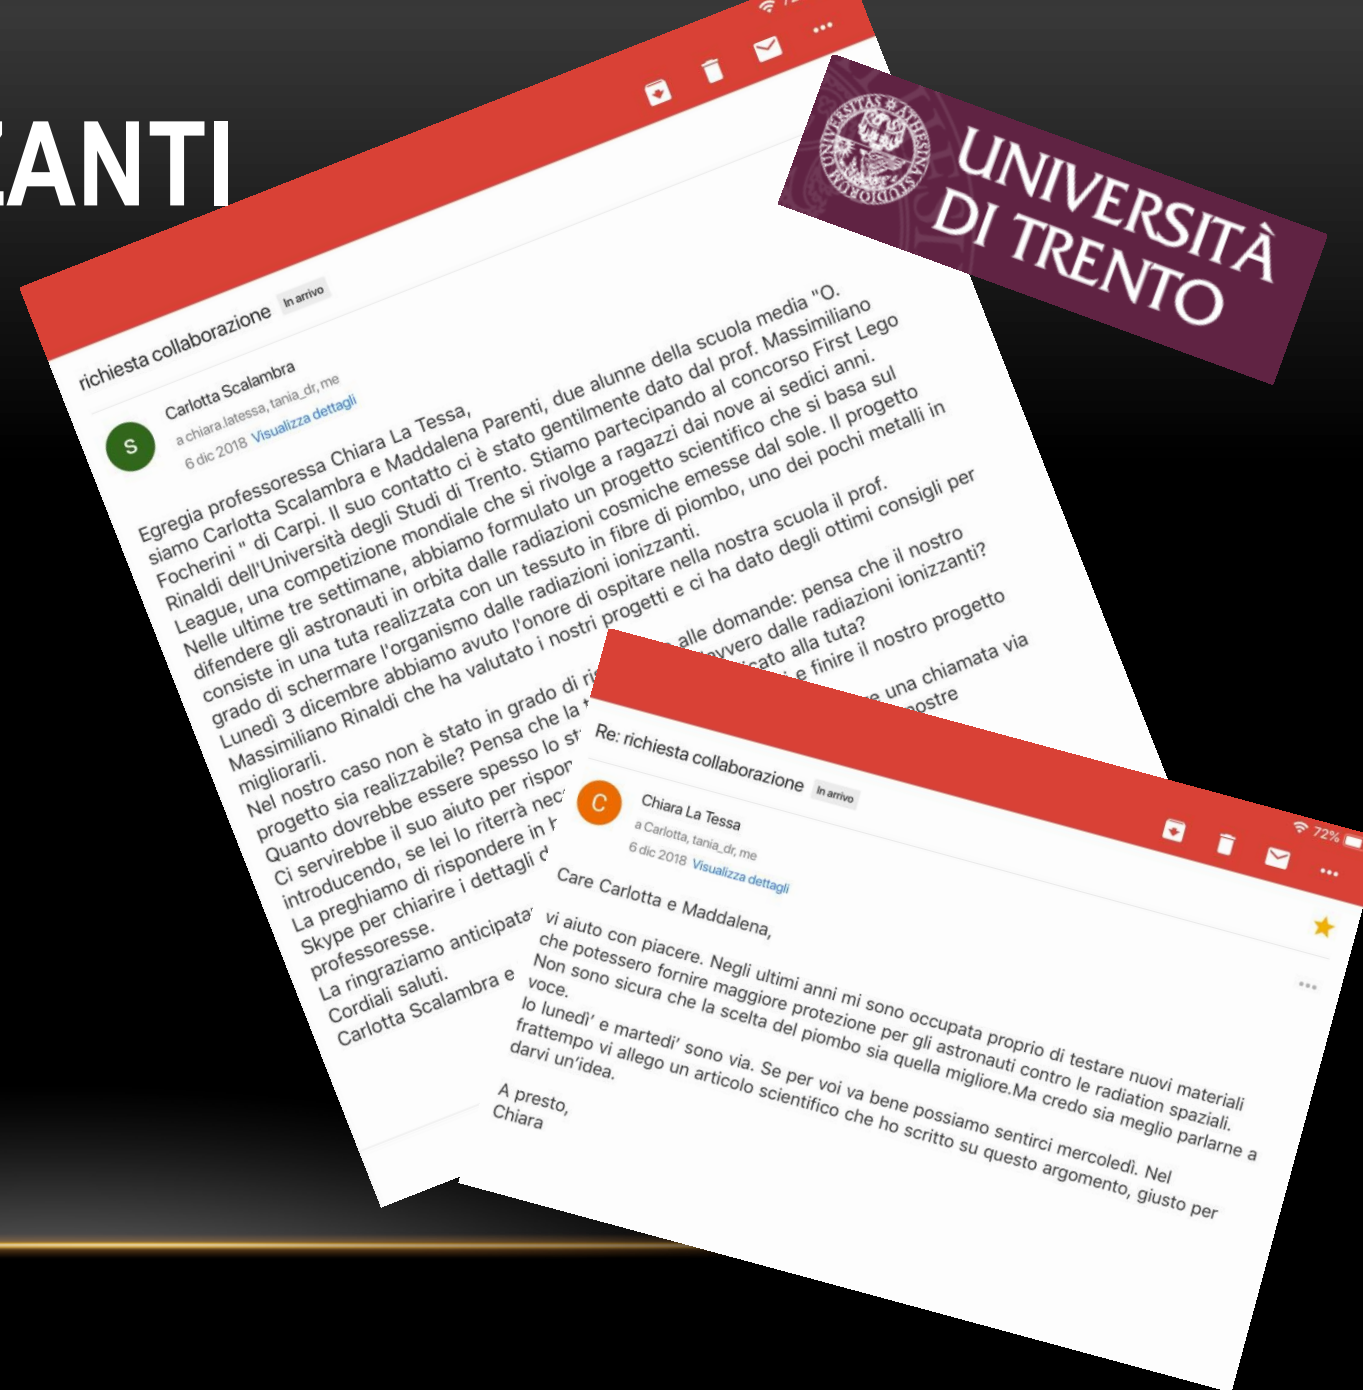 ZANTI
UNIVERSITÀ
DI TRENTO
richiesta collaborazione In arrivo
S
Carlotta Scalambra
a chiara.latessa, tania_dr, me
6 dic 2018 Visualizza dettagli
Egregia professoressa Chiara La Tessa,
siamo Carlotta Scalambra e Maddalena Parenti, due alunne della scuola media "O.
Focherini " di Carpi. Il suo contatto ci è stato gentilmente dato dal prof. Massimiliano
Rinaldi dell'Università degli Studi di Trento. Stiamo partecipando al concorso First Lego
League, una competizione mondiale che si rivolge a ragazzi dai nove ai sedici anni.
Nelle ultime tre settimane, abbiamo formulato un progetto scientifico che si basa sul
difendere gli astronauti in orbita dalle radiazioni cosmiche emesse dal sole. Il progetto
consiste in una tuta realizzata con un tessuto in fibre di piombo, uno dei pochi metalli in
grado di schermare l'organismo dalle radiazioni ionizzanti.
Lunedì 3 dicembre abbiamo avuto l'onore di ospitare nella nostra scuola il prof.
Massimiliano Rinaldi che ha valutato i nostri progetti e ci ha dato degli ottimi consigli per
migliorarli.
Nel nostro caso non è stato in grado di alle domande: pensa che il nostro
progetto sia realizzabile? Pensa che la dalle radiazioni ionizzanti?
Quanto dovrebbe essere spesso lo alla tuta?
Ci servirebbe il suo aiuto per e finire il nostro progetto
introducendo, se lei lo riterrà
La preghiamo di rispondere in una chiamata via
Skype per chiarire i dettagli
professoresse.
La ringraziamo
Cordiali saluti.
Carlotta Scalambra e
72%
Re: richiesta collaborazione In arrivo
C
Chiara La Tessa
a Carlotta, tania_dr, me
6 dic 2018 Visualizza dettagli
Care Carlotta e Maddalena,
vi aiuto con piacere. Negli ultimi anni mi sono occupata proprio di testare nuovi materiali
che potessero fornire maggiore protezione per gli astronauti contro le radiation spaziali.
Non sono sicura che la scelta del piombo sia quella migliore.Ma credo sia meglio parlarne a
voce.
Io lunedì' e martedì' sono via. Se per voi va bene possiamo sentirci mercoledì. Nel
frattempo vi allego un articolo scientifico che ho scritto su questo argomento, giusto per
darvi un'idea.
A presto,
Chiara